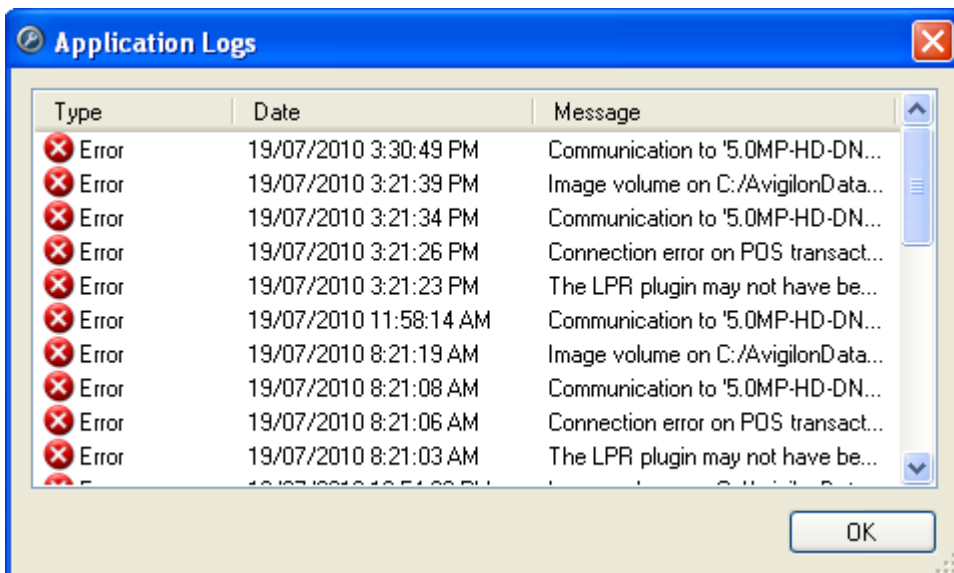 Application Logs
Type Date Message
Error 19/07/2010 3:30:49 PM Communication to '5.0MP-HD-DN...
Error 19/07/2010 3:21:39 PM Image volume on C:/AvigilonData...
Error 19/07/2010 3:21:34 PM Communication to '5.0MP-HD-DN...
Error 19/07/2010 3:21:26 PM Connection error on POS transact...
Error 19/07/2010 3:21:23 PM The LPR plugin may not have be...
Error 19/07/2010 11:58:14 AM Communication to '5.0MP-HD-DN...
Error 19/07/2010 8:21:19 AM Image volume on C:/AvigilonData...
Error 19/07/2010 8:21:08 AM Communication to '5.0MP-HD-DN...
Error 19/07/2010 8:21:06 AM Connection error on POS transact...
Error 19/07/2010 8:21:03 AM The LPR plugin may not have be...
OK